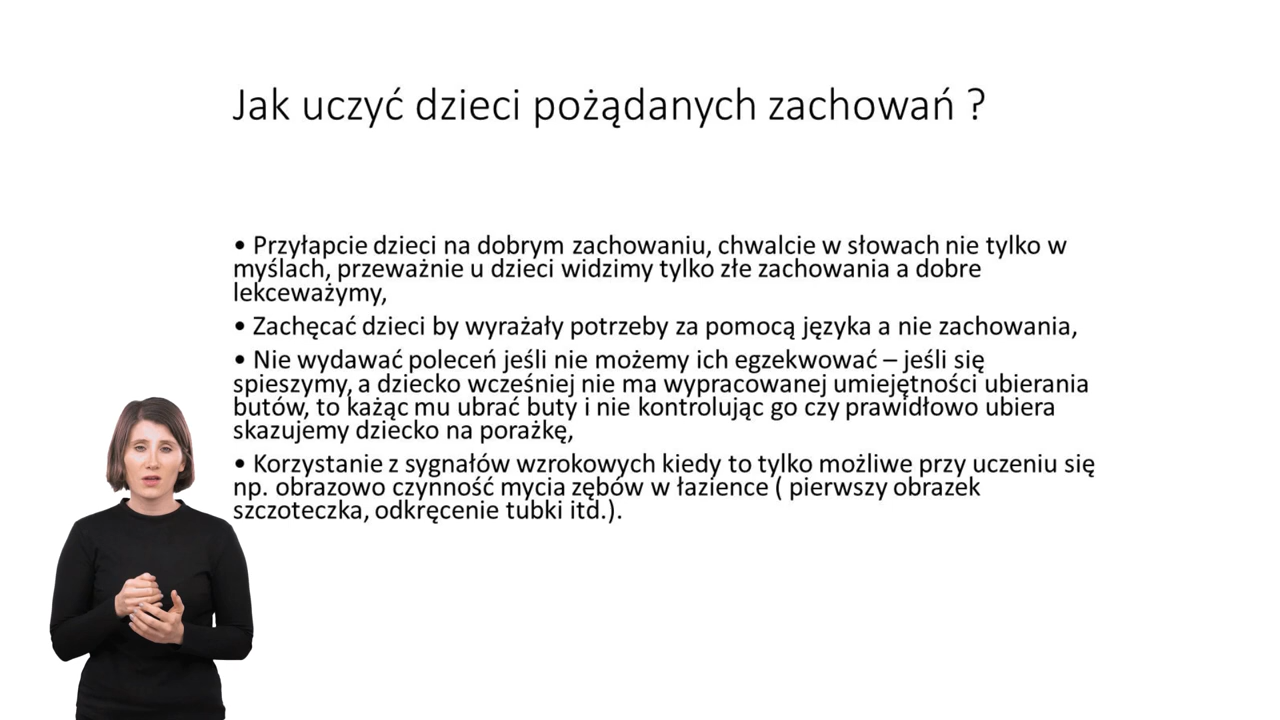 Jak uczyć dzieci pożądanych zachowań ?
• Przyłapcie dzieci na dobrym zachowaniu, chwalcie w słowach nie tylko w
myślach, przeważnie u dzieci widzimy tylko złe zachowania a dobre
lekceważymy,
• Zachęcać dzieci by wyrażały potrzeby za pomocą języka a nie zachowania,
• Nie wydawać poleceń jeśli nie możemy ich egzekwować – jeśli się
spieszymy, a dziecko wcześniej nie ma wypracowanej umiejętności ubierania
butów, to każąc mu ubrać buty i nie kontrolując go czy prawidłowo ubiera
skazujemy dziecko na porażkę,
• Korzystanie z sygnałów wzrokowych kiedy to tylko możliwe przy uczeniu się
np. obrazowo czynność mycia zębów w łazience ( pierwszy obrazek
szczoteczka, odkręcenie tubki itd.).